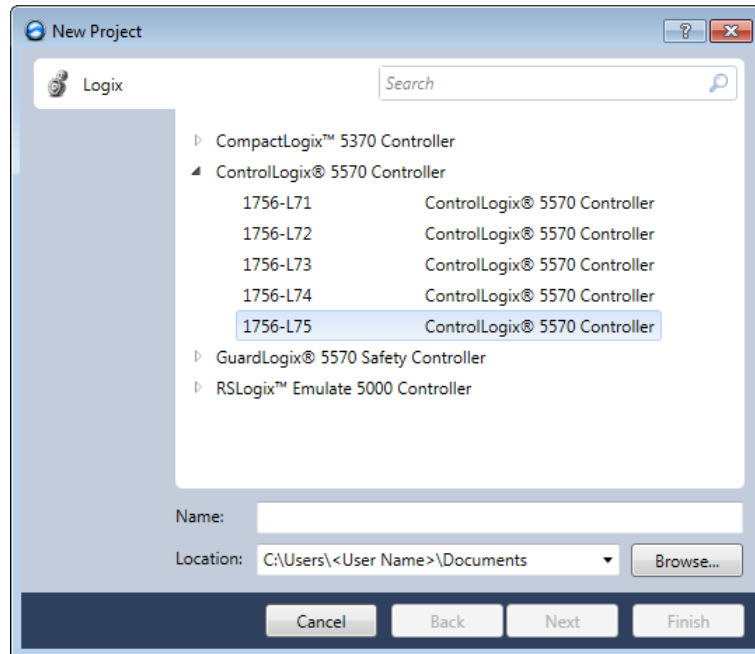 New Project
Logix
Search
CompactLogix™ 5370 Controller
ControlLogix® 5570 Controller
1756-L71 ControlLogix® 5570 Controller
1756-L72 ControlLogix® 5570 Controller
1756-L73 ControlLogix® 5570 Controller
1756-L74 ControlLogix® 5570 Controller
1756-L75 ControlLogix® 5570 Controller
GuardLogix® 5570 Safety Controller
RSLogix™ Emulate 5000 Controller
Name:
Location: C:\Users\<User Name>\Documents Browse...
Cancel Back Next Finish